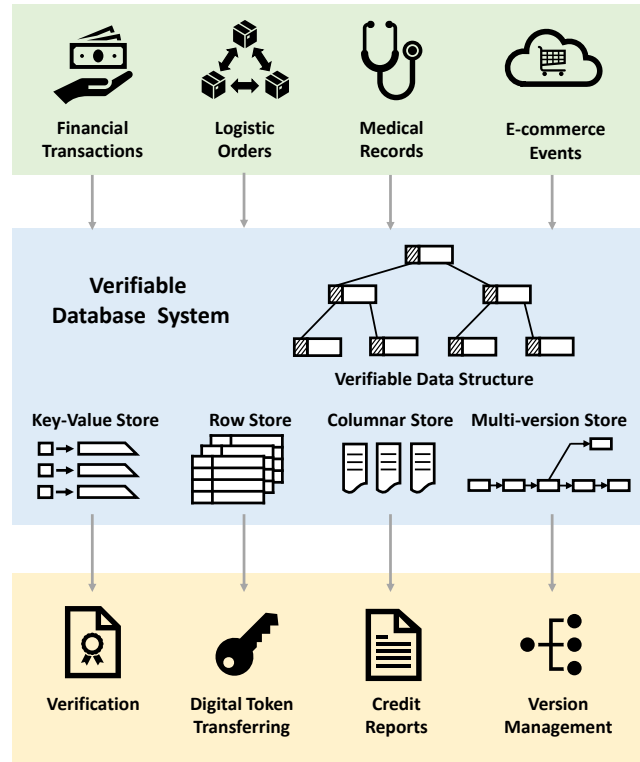 Financial
Transactions
Logistic
Orders
Medical
Records
E-commerce
Events
Verifiable
Database System
Verifiable Data Structure
Key-Value Store
Row Store
Columnar Store
Multi-version Store
Verification
Digital Token
Transferring
Credit
Reports
Version
Management